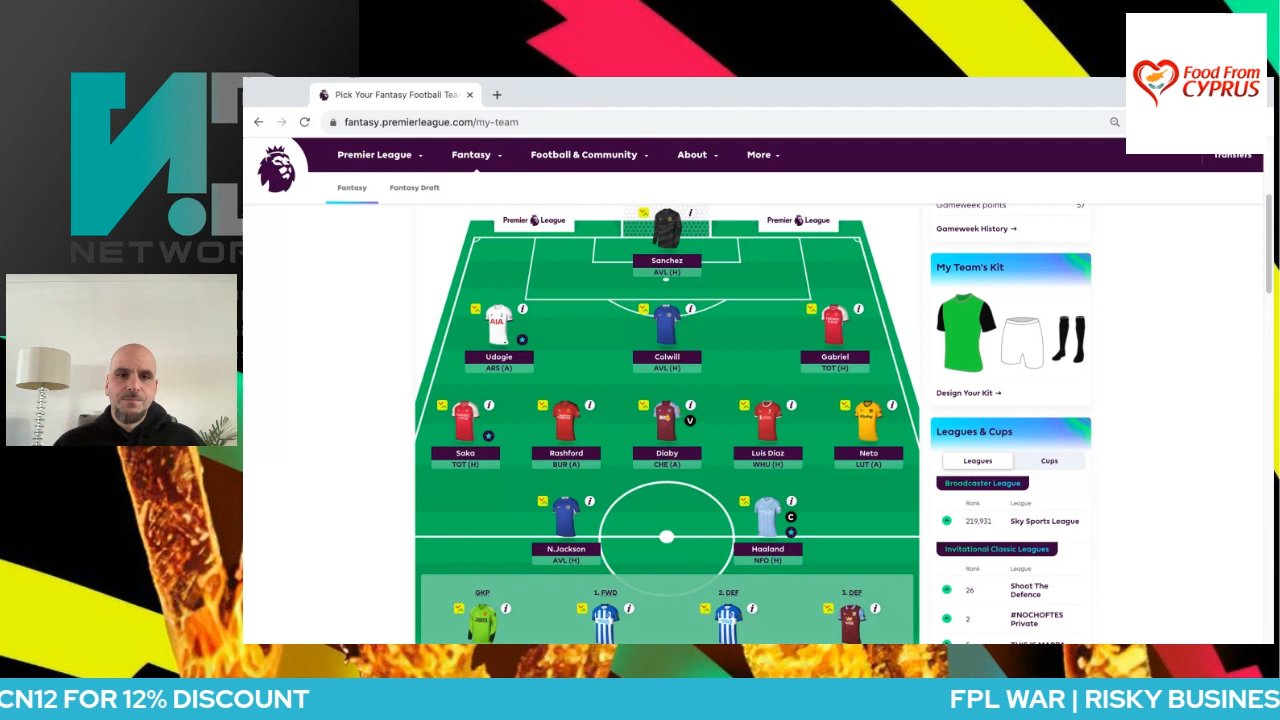 Food From
CYPRUS
NETWOR
Pick Your Fantasy Football Tea
fantasy.premierleague.com/my-team
Premier League
Fantasy
Football & Community
About
More
Transfers
Fantasy
Fantasy Draft
Premier League
Premier League
Sanchez
AVL (H)
AIA
Udogie
ARS (A)
Colwill
AVL (H)
Gabriel
TOT (H)
V
Saka
TOT (H)
Rashford
BUR (A)
Diaby
CHE (A)
Luis Díaz
WHU (H)
Neto
LUT (A)
C
N.Jackson
AVL (H)
Haaland
NFO (H)
GKP
1. FWD
2. DEF
3. DEF
Gameweek points 57
Gameweek History →
My Team's Kit
Design Your Kit →
Leagues & Cups
Leagues
Cups
Broadcaster League
Rank League
219,931 Sky Sports League
Invitational Classic Leagues
Rank League
26 Shoot The
Defence
2 #NOCHOFTES
Private
CN12 FOR 12% DISCOUNT
FPL WAR | RISKY BUSINES